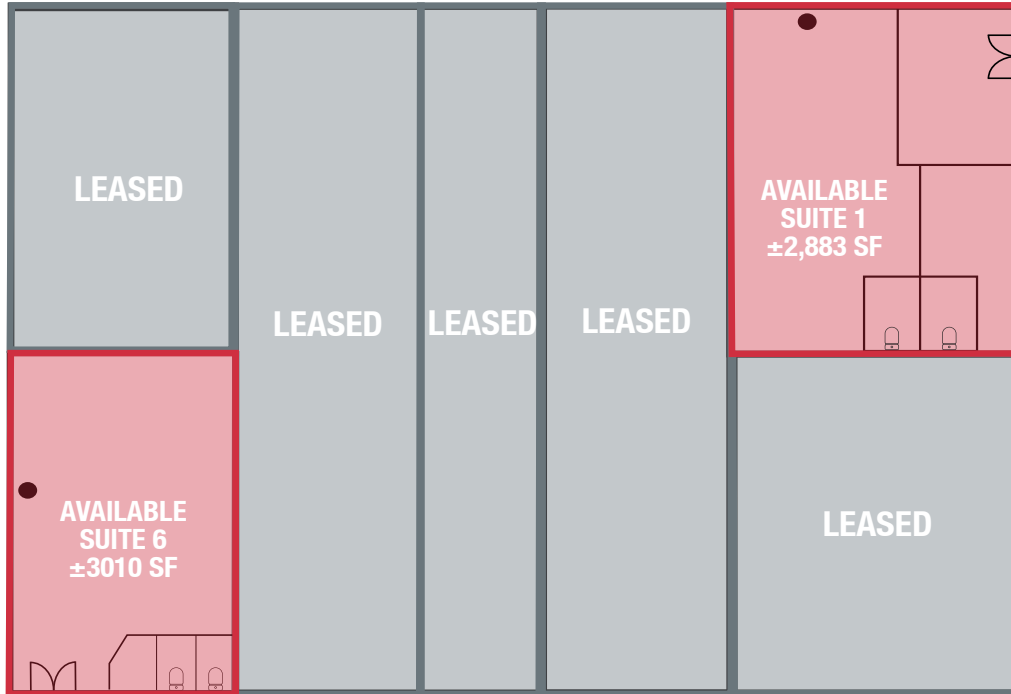 LEASED
LEASED
LEASED
LEASED
AVAILABLE
SUITE 1
±2,883 SF
AVAILABLE
SUITE 6
±3010 SF
LEASED